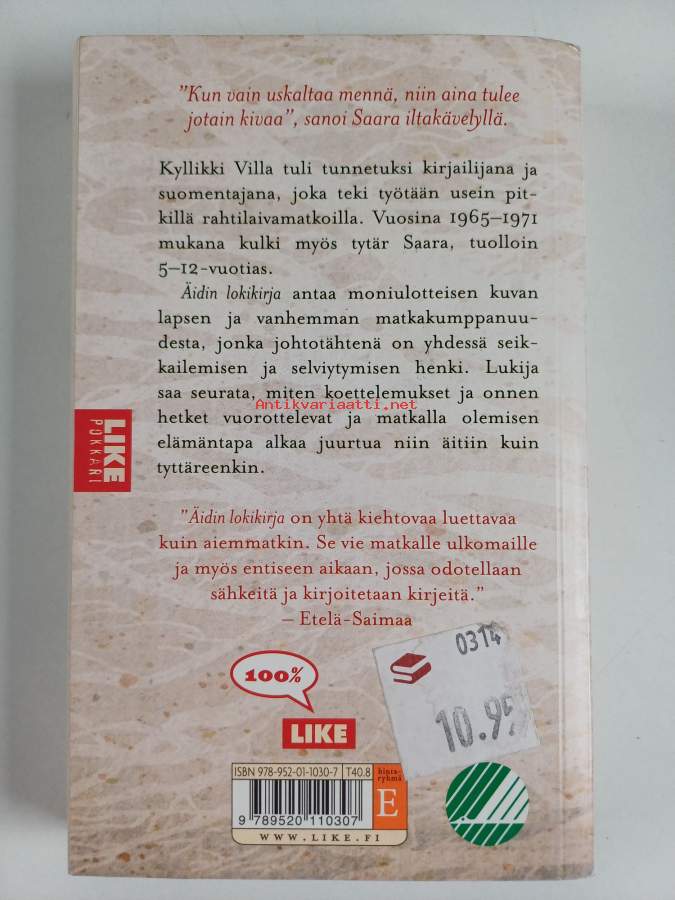 "Kun vain uskaltaa mennä, niin aina tulee
jotain kivaa", sanoi Saara iltakävelyllä.
Kyllikki Villa tuli tunnetuksi kirjailijana ja
suomentajana, joka teki työtään usein pit-
killä rahtilaivamatkoilla. Vuosina 1965–1971
mukana kulki myös tytär Saara, tuolloin
5–12-vuotias.
Äidin lokikirja antaa moniulotteisen kuvan
lapsen ja vanhemman matkakumppanuu-
desta, jonka johtotähtenä on yhdessä seik-
kailemisen ja selviytymisen henki. Lukija
saa seurata, miten koettelemukset ja onnen
Antikvariaatti.net
hetket vuorottelevat ja matkalla olemisen
elämäntapa alkaa juurtua niin äitiin kuin
tyttäreenkin.
LIKE
POKKARI
"Äidin lokikirja on yhtä kiehtovaa luettavaa
kuin aiemmatkin. Se vie matkalle ulkomaille
ja myös entiseen aikaan, jossa odotellaan
sähkeitä ja kirjoitetaan kirjeitä."
– Etelä-Saimaa
0314
10.95
100%
LIKE
ISBN 978-952-01-1030-7 T40.8
hinta-
ryhmä
E
9 789520 110307
WWW.LIKE.FI